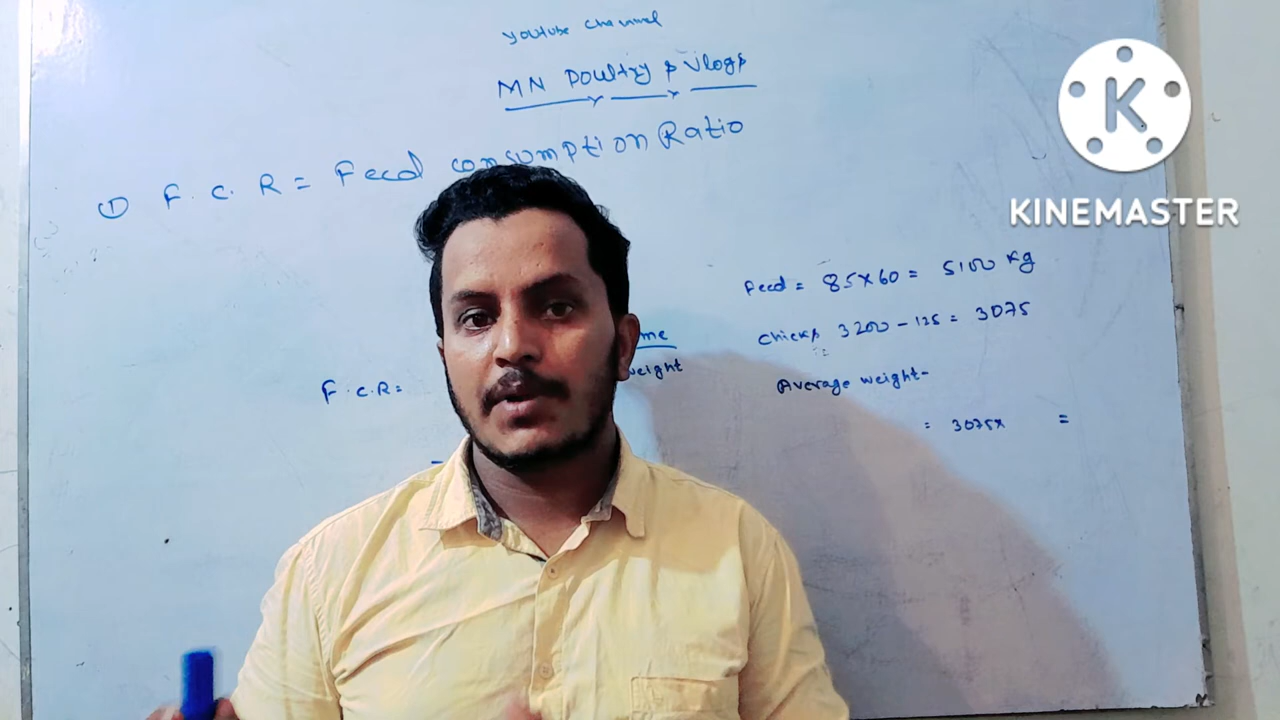 youtube channel
MN Poultry & Vlogs
① F.C.R = Feed consumption Ratio
KINEMASTER
Feed = 85x60 = 5100 Kg
chicks 3200 - 125 = 3075
me
weight
F.C.R =
Average weight-
= 3075x =